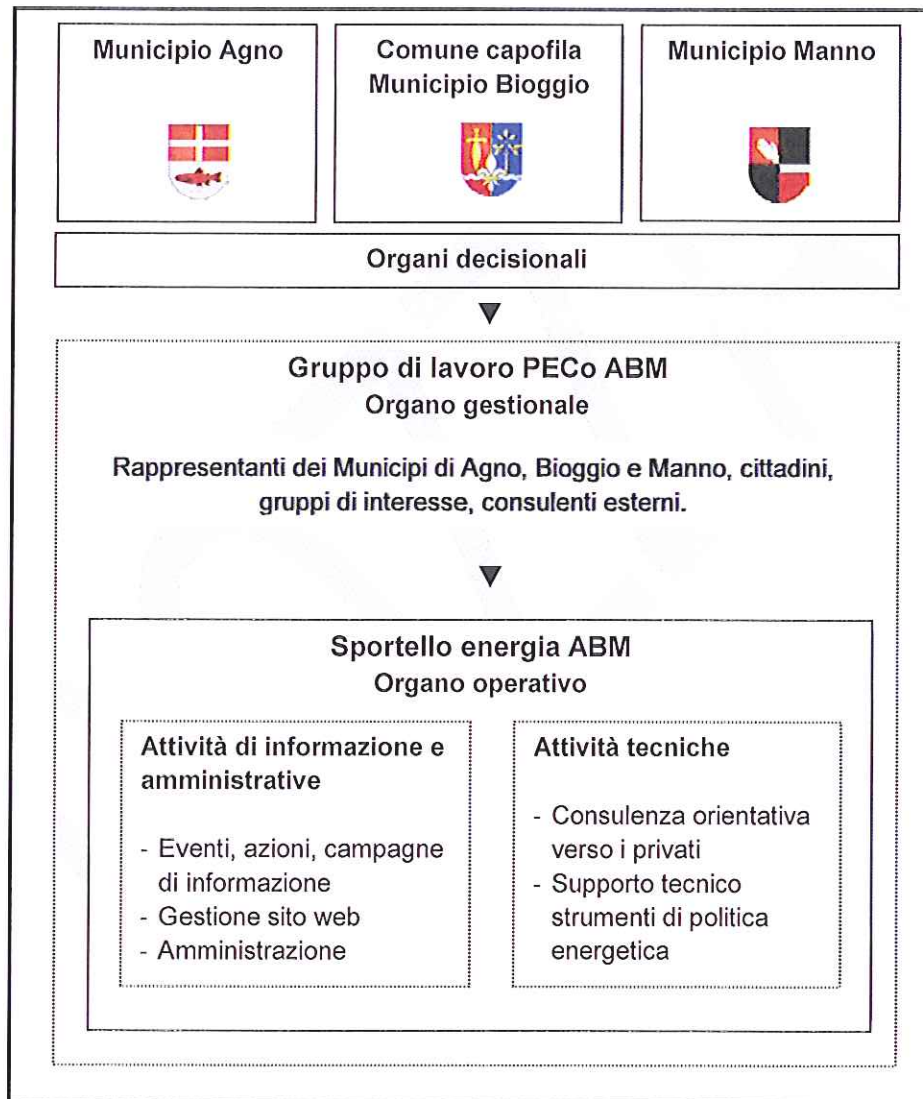 Municipio Agno
Comune capofila
Municipio Bioggio
Municipio Manno
Organi decisionali
Gruppo di lavoro PECo ABM
Organo gestionale
Rappresentanti dei Municipi di Agno, Bioggio e Manno, cittadini,
gruppi di interesse, consulenti esterni.
Sportello energia ABM
Organo operativo
Attività di informazione e
amministrative
- Eventi, azioni, campagne
di informazione
- Gestione sito web
- Amministrazione
Attività tecniche
- Consulenza orientativa
verso i privati
- Supporto tecnico
strumenti di politica
energetica